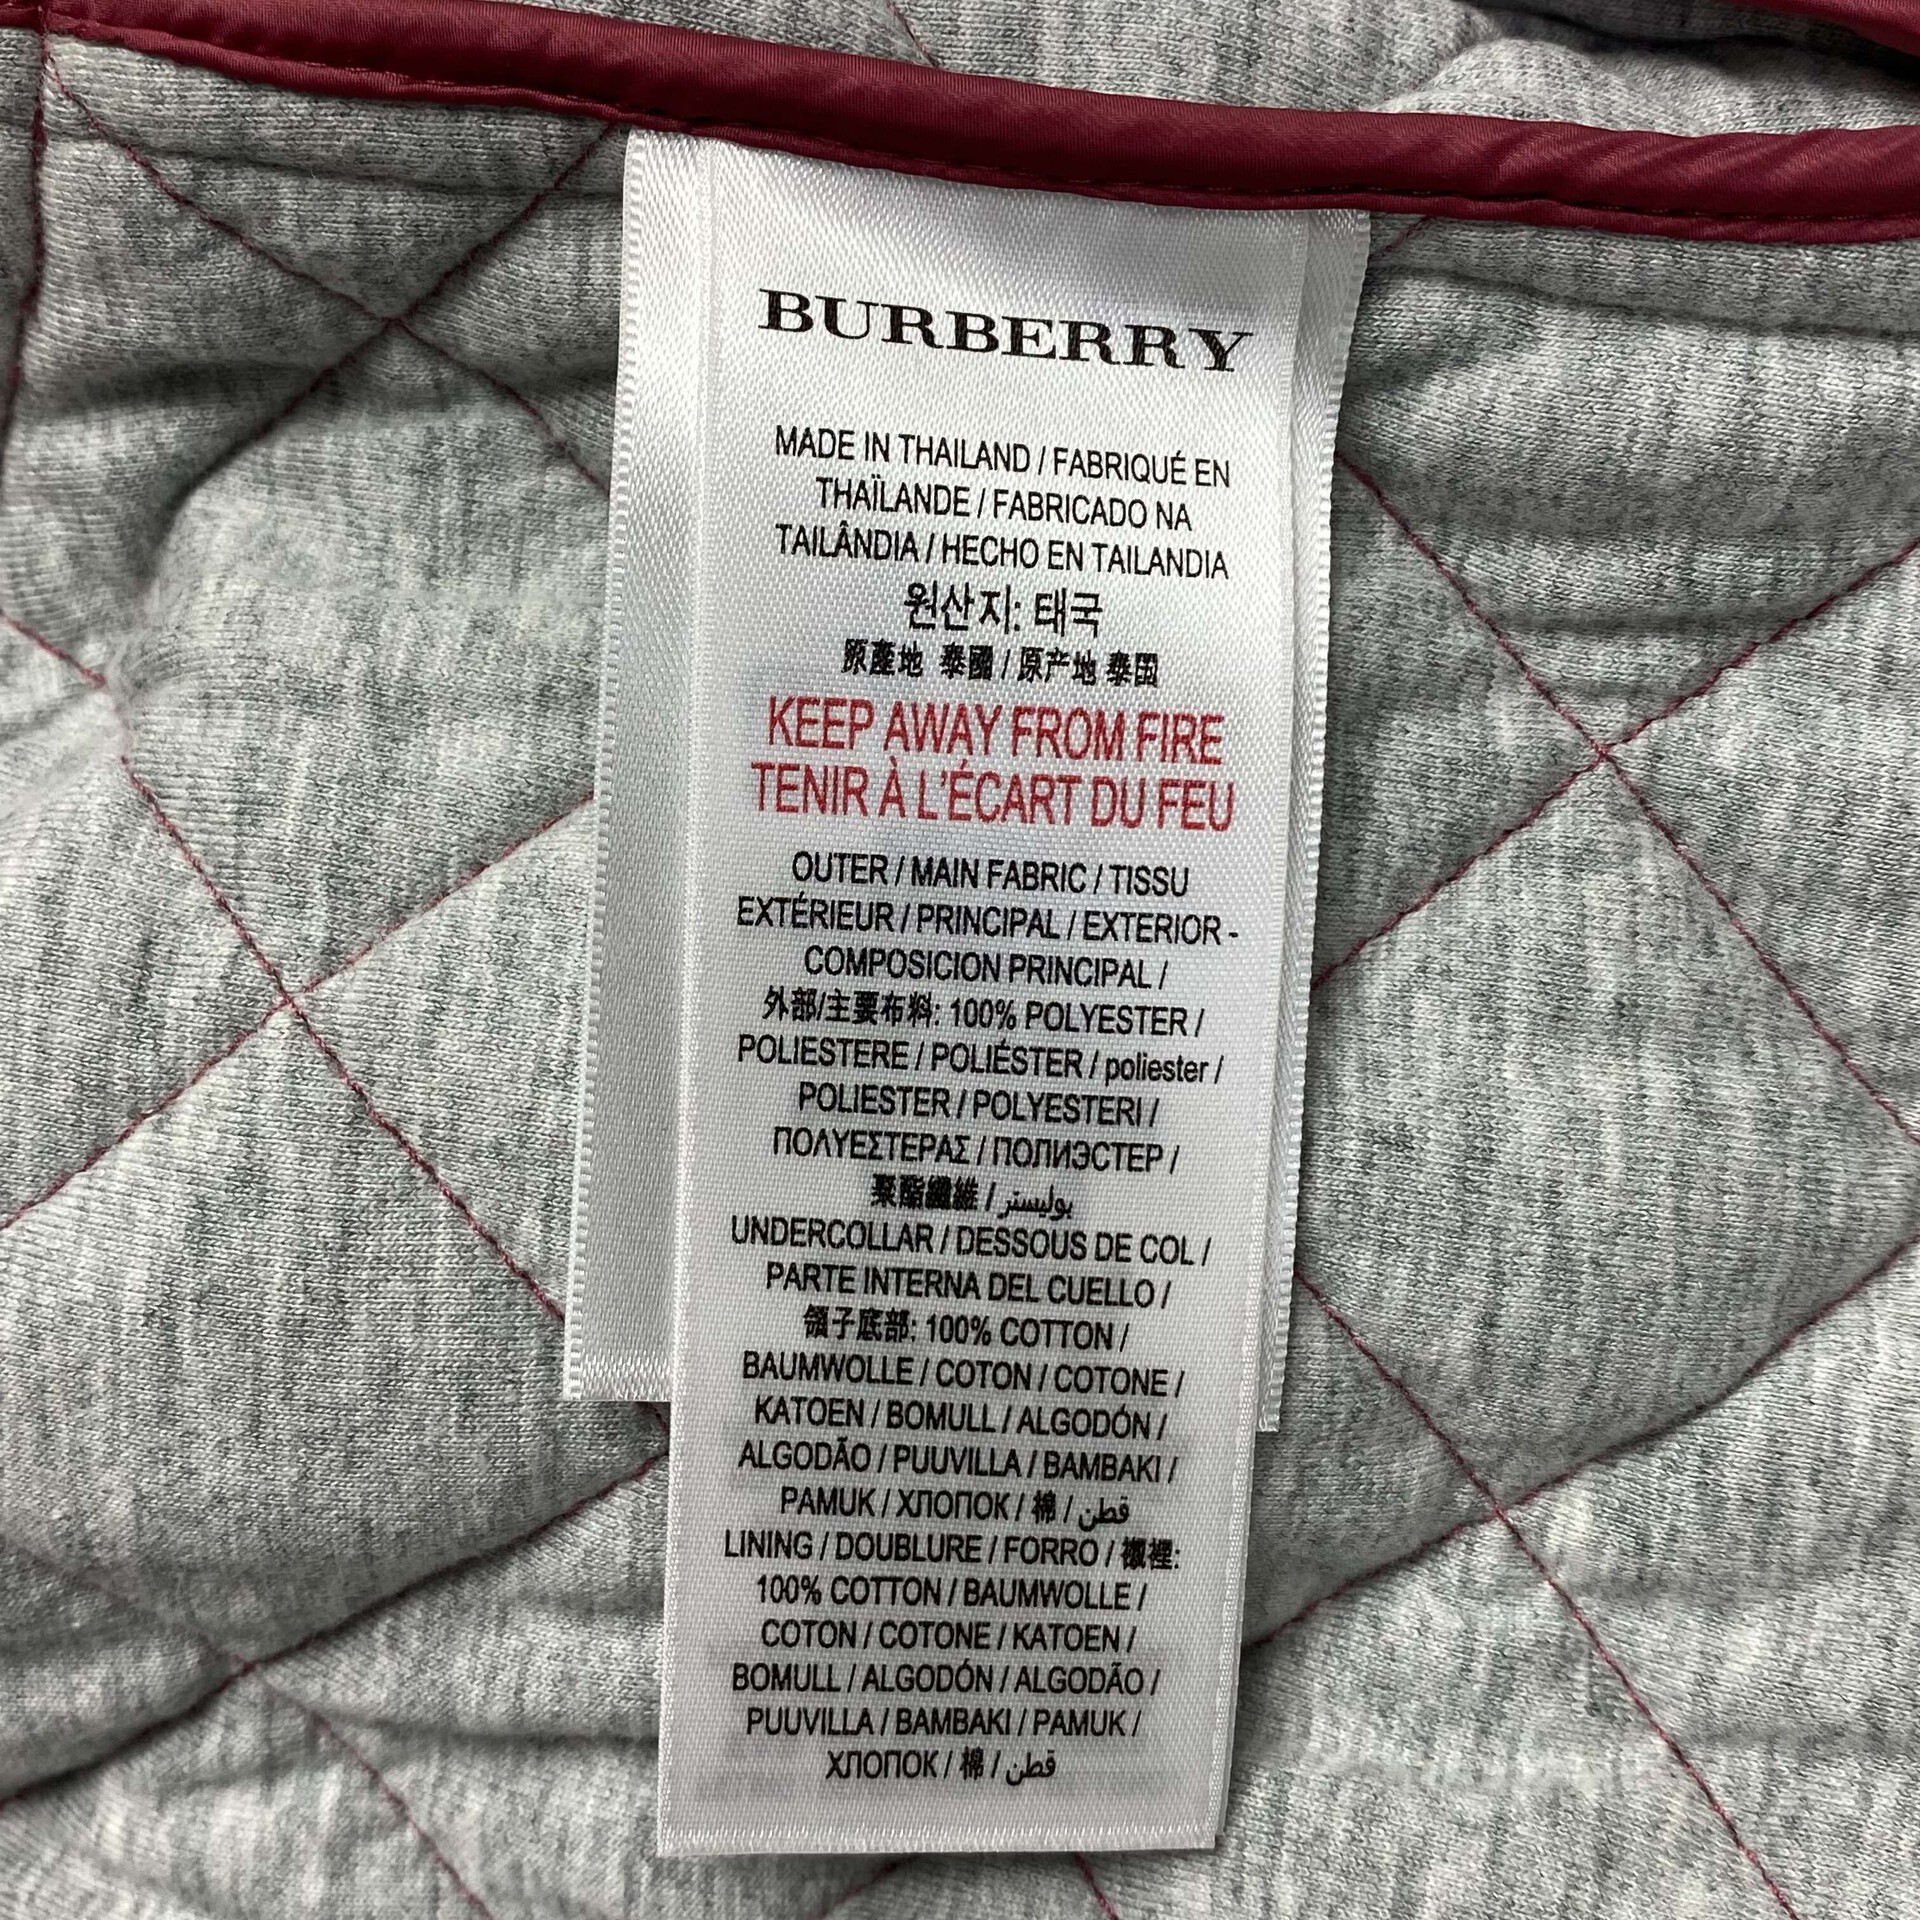 BURBERRY
MADE IN THAILAND / FABRIQUÉ EN
THAÏLANDE / FABRICADO NA
TAILÂNDIA / HECHO EN TAILANDIA
원산지: 태국
原產地 泰國 / 原产地 泰国
KEEP AWAY FROM FIRE
TENIR À L'ÉCART DU FEU
OUTER / MAIN FABRIC / TISSU
EXTÉRIEUR / PRINCIPAL / EXTERIOR -
COMPOSICION PRINCIPAL /
外部/主要布料: 100% POLYESTER /
POLIESTERE / POLIÉSTER / poliester /
POLIESTER / POLYESTERI /
ΠΟΛΥΕΣΤΕΡΑΣ / ПОЛИЭСТЕР /
聚酯纖維 / بوليستر
UNDERCOLLAR / DESSOUS DE COL /
PARTE INTERNA DEL CUELLO /
領子底部: 100% COTTON /
BAUMWOLLE / COTON / COTONE /
KATOEN / BOMULL / ALGODÓN /
ALGODÃO / PUUVILLA / BAMBAKI /
PAMUK / ХЛОПОК / 棉 / قطن
LINING / DOUBLURE / FORRO / 襯裡:
100% COTTON / BAUMWOLLE /
COTON / COTONE / KATOEN /
BOMULL / ALGODÓN / ALGODÃO /
PUUVILLA / BAMBAKI / PAMUK /
ХЛОПОК / 棉 / قطن